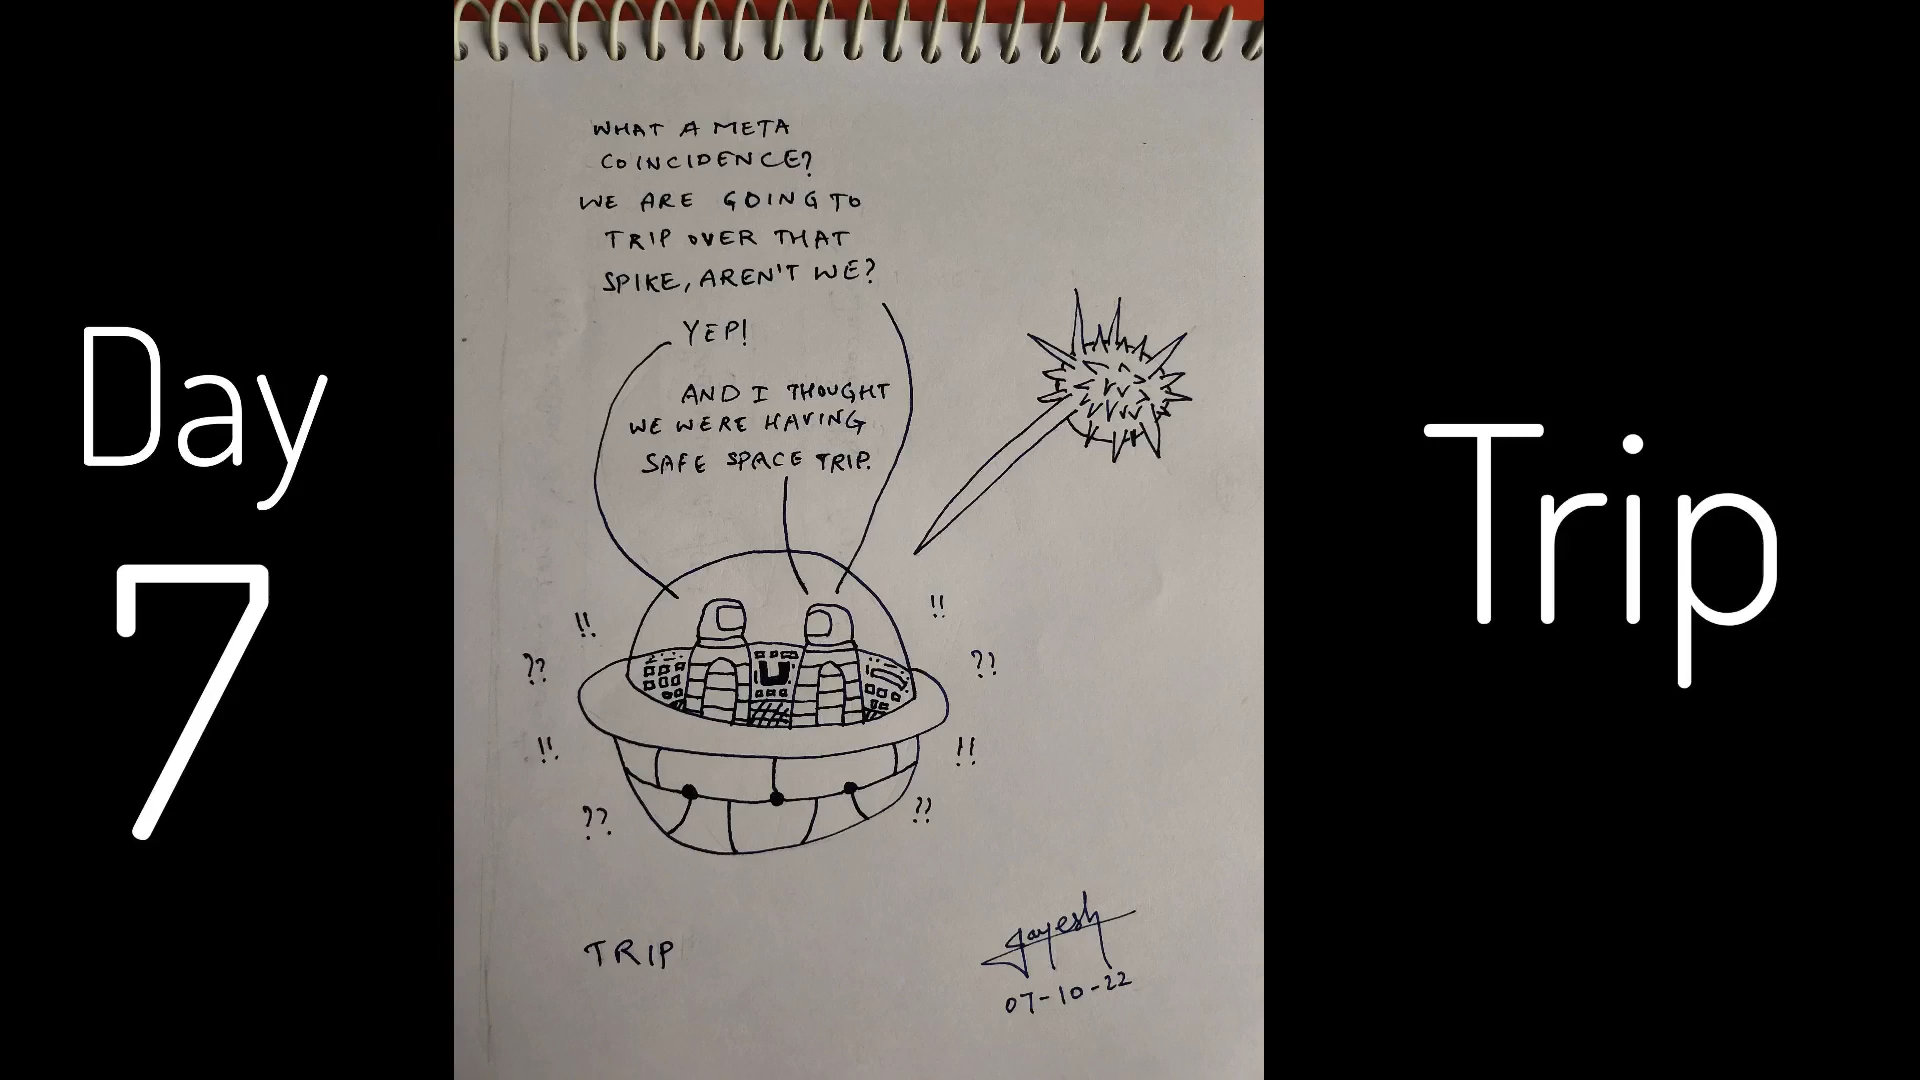 Day
7
WHAT A META
COINCIDENCE?
WE ARE GOING TO
TRIP OVER THAT
SPIKE, AREN'T WE?
YEP!
AND I THOUGHT
WE WERE HAVING
SAFE SPACE TRIP.
!!
!!
??
??
!!
!!
??
??
TRIP
Jayesh
07-10-22
Trip